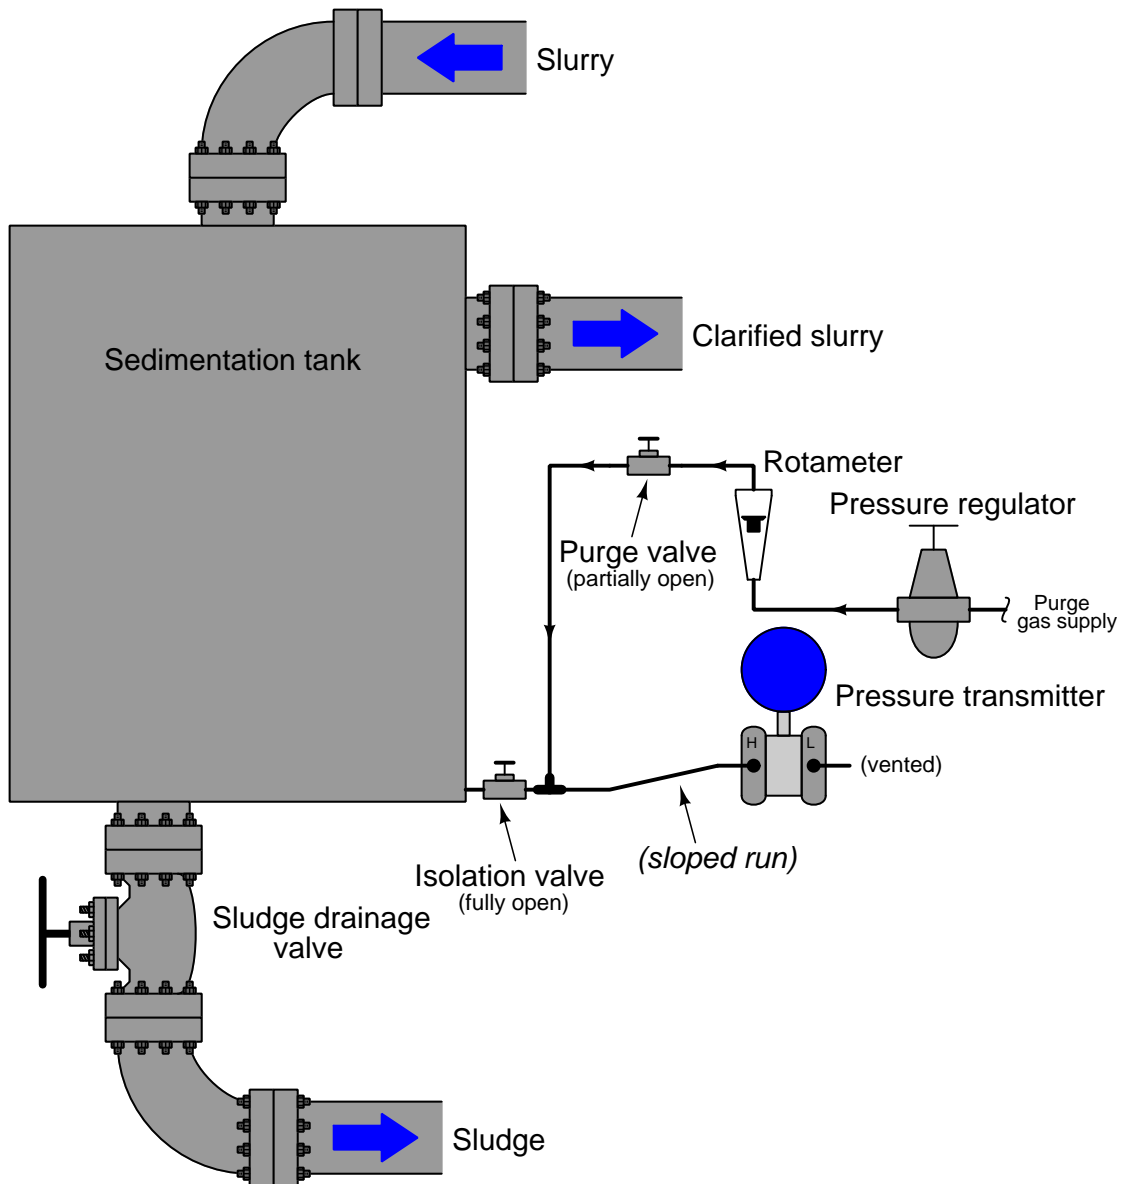 Slurry
Clarified slurry
Sedimentation tank
Rotameter
Pressure regulator
Purge valve
(partially open)
Purge
gas supply
Pressure transmitter
H
L
(vented)
(sloped run)
Isolation valve
(fully open)
Sludge drainage
valve
Sludge